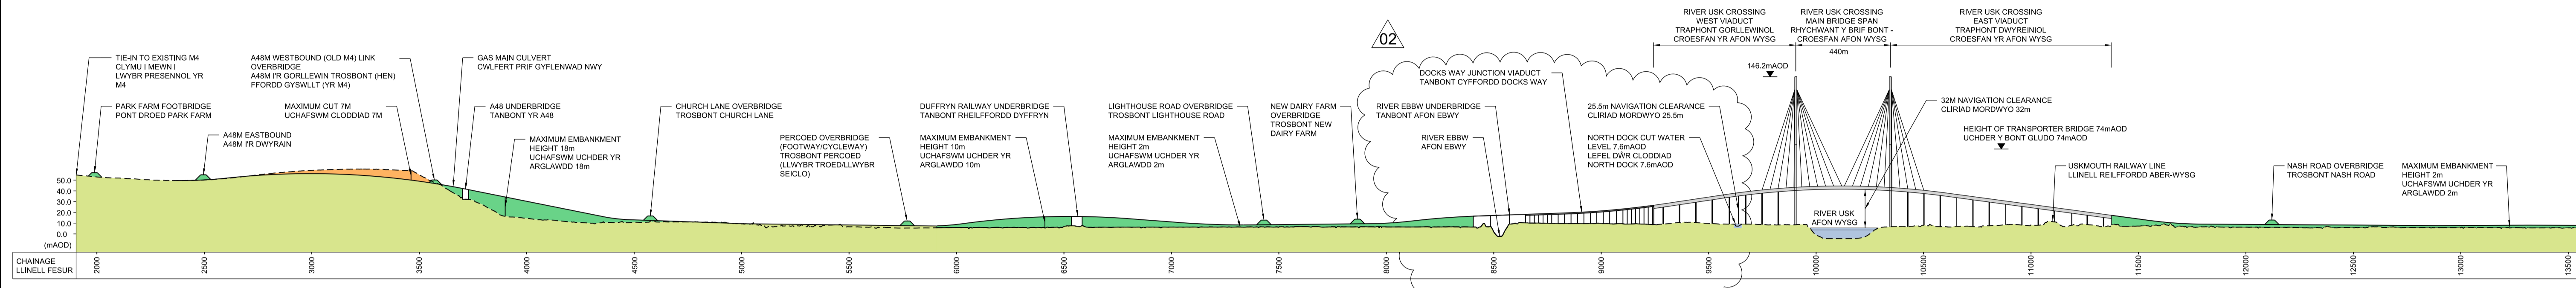 TIE-IN TO EXISTING M4
CLYMU I MEWN I
LWYBR PRESENNOL YR
M4
PARK FARM FOOTBRIDGE
PONT DROED PARK FARM
A48M EASTBOUND
A48M I'R DWYRAIN
A48M WESTBOUND (OLD M4) LINK
OVERBRIDGE
A48M I'R GORLLEWIN TROSBONT (HEN)
FFORDD GYSWLLT (YR M4)
MAXIMUM CUT 7M
UCHAFSWM CLODDIAD 7M
GAS MAIN CULVERT
CWLFERT PRIF GYFLENWAD NWY
A48 UNDERBRIDGE
TANBONT YR A48
MAXIMUM EMBANKMENT
HEIGHT 18m
UCHAFSWM UCHDER YR
ARGLAWDD 18m
CHURCH LANE OVERBRIDGE
TROSBONT CHURCH LANE
PERCOED OVERBRIDGE
(FOOTWAY/CYCLEWAY)
TROSBONT PERCOED
(LLWYBR TROED/LLWYBR
SEICLO)
DUFFRYN RAILWAY UNDERBRIDGE
TANBONT RHEILFFORDD DYFFRYN
MAXIMUM EMBANKMENT
HEIGHT 10m
UCHAFSWM UCHDER YR
ARGLAWDD 10m
LIGHTHOUSE ROAD OVERBRIDGE
TROSBONT LIGHTHOUSE ROAD
MAXIMUM EMBANKMENT
HEIGHT 2m
UCHAFSWM UCHDER YR
ARGLAWDD 2m
NEW DAIRY FARM
OVERBRIDGE
TROSBONT NEW
DAIRY FARM
02
DOCKS WAY JUNCTION VIADUCT
TANBONT CYFFORDD DOCKS WAY
RIVER EBBW UNDERBRIDGE
TANBONT AFON EBWY
RIVER EBBW
AFON EBWY
25.5m NAVIGATION CLEARANCE
CLIRIAD MORDWYO 25.5m
NORTH DOCK CUT WATER
LEVEL 7.6mAOD
LEFEL DŴR CLODDIAD
NORTH DOCK 7.6mAOD
RIVER USK CROSSING
WEST VIADUCT
TRAPHONT GORLLEWINOL
CROESFAN YR AFON WYSG
RIVER USK CROSSING
MAIN BRIDGE SPAN
RHYCHWANT Y BRIF BONT -
CROESFAN AFON WYSG
440m
RIVER USK CROSSING
EAST VIADUCT
TRAPHONT DWYREINIOL
CROESFAN YR AFON WYSG
146.2mAOD
32M NAVIGATION CLEARANCE
CLIRIAD MORDWYO 32m
HEIGHT OF TRANSPORTER BRIDGE 74mAOD
UCHDER Y BONT GLUDO 74mAOD
RIVER USK
AFON WYSG
USKMOUTH RAILWAY LINE
LLINELL REILFFORDD ABER-WYSG
NASH ROAD OVERBRIDGE
TROSBONT NASH ROAD
MAXIMUM EMBANKMENT
HEIGHT 2m
UCHAFSWM UCHDER YR
ARGLAWDD 2m
50.0
40.0
30.0
20.0
10.0
0.0
(mAOD)
CHAINAGE
LLINELL FESUR
2000
2500
3000
3500
4000
4500
5000
5500
6000
6500
7000
7500
8000
8500
9000
9500
10000
10500
11000
11500
12000
12500
13000
13500